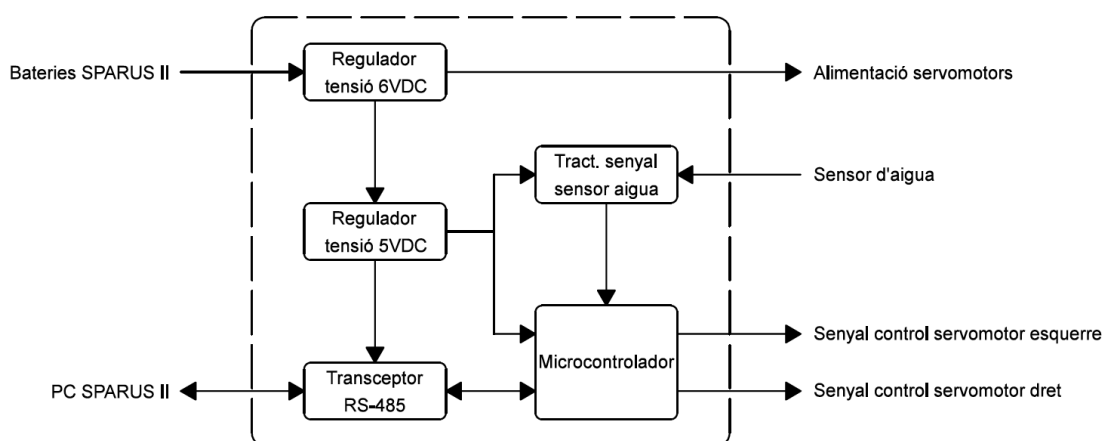 Bateries SPARUS II
Regulador
tensió 6VDC
Alimentació servomotors
Tract. senyal
sensor aigua
Sensor d'aigua
Regulador
tensió 5VDC
Microcontrolador
Senyal control servomotor esquerre
Senyal control servomotor dret
PC SPARUS II
Transceptor
RS-485